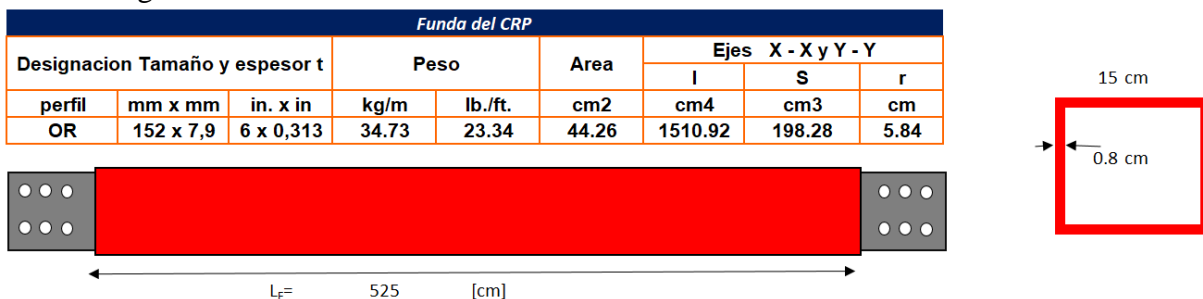 Funda del CRP
Designacion Tamaño y espesor t Peso Area Ejes X - X y Y - Y
I S r
perfil mm x mm in. x in kg/m lb./ft. cm2 cm4 cm3 cm
OR 152 x 7,9 6 x 0,313 34.73 23.34 44.26 1510.92 198.28 5.84
15 cm
0.8 cm
LF= 525 [cm]